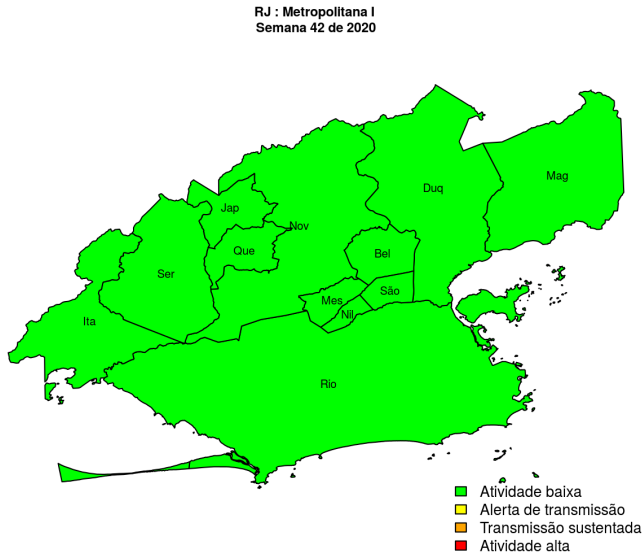 RJ : Metropolitana I
Semana 42 de 2020
Mag
Duq
Jap
Nov
Que
Bel
Ser
São
Mes
Nil
Ita
Rio
Atividade baixa
Alerta de transmissão
Transmissão sustentada
Atividade alta